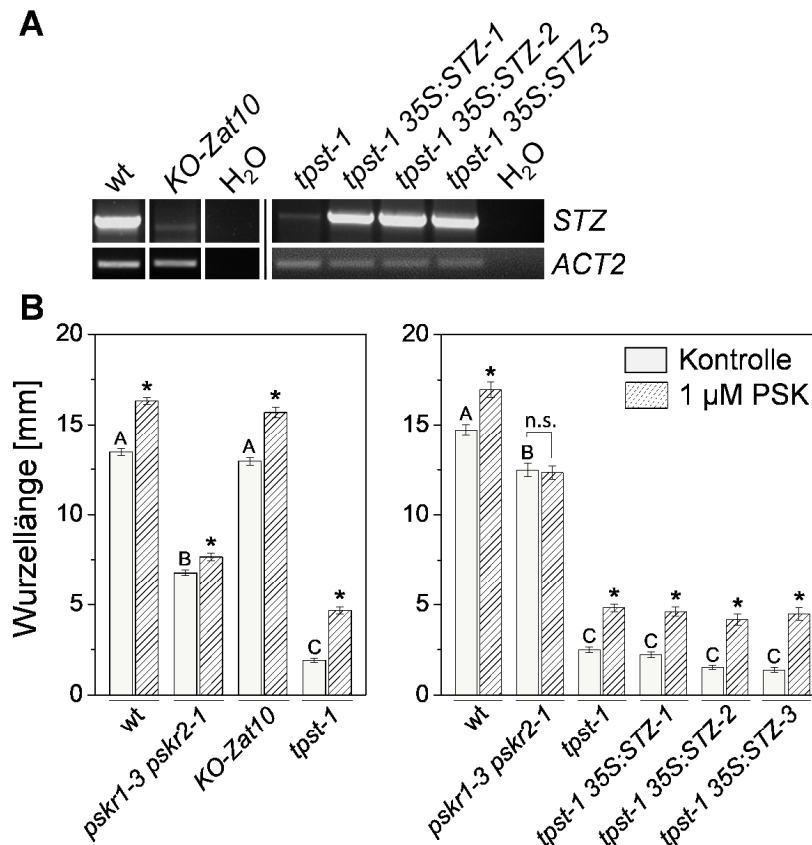 A
wt
KO-Zat10
H₂O
tpst-1
tpst-1 35S:STZ-1
tpst-1 35S:STZ-2
tpst-1 35S:STZ-3
H₂O
STZ
ACT2
B
Wurzellänge [mm]
20
15
10
5
0
A
*
B
*
A
*
C
*
wt
pskr1-3 pskr2-1
KO-Zat10
tpst-1
20
15
10
5
0
Kontrolle
1 µM PSK
A
*
B
n.s.
C
*
C
*
C
*
C
*
wt
pskr1-3 pskr2-1
tpst-1
tpst-1 35S:STZ-1
tpst-1 35S:STZ-2
tpst-1 35S:STZ-3